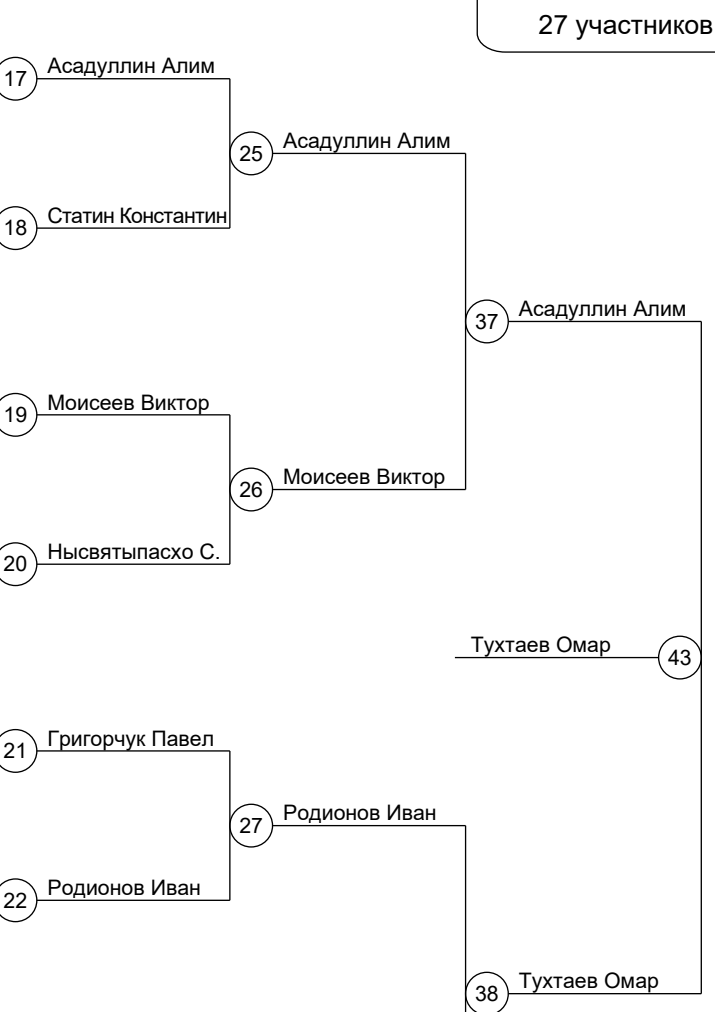 27 участников
17 Асадуллин Алим
25 Асадуллин Алим
18 Статин Константин
37 Асадуллин Алим
19 Моисеев Виктор
26 Моисеев Виктор
20 Нысвятыпасхо С.
Тухтаев Омар 43
21 Григорчук Павел
27 Родионов Иван
22 Родионов Иван
38 Тухтаев Омар